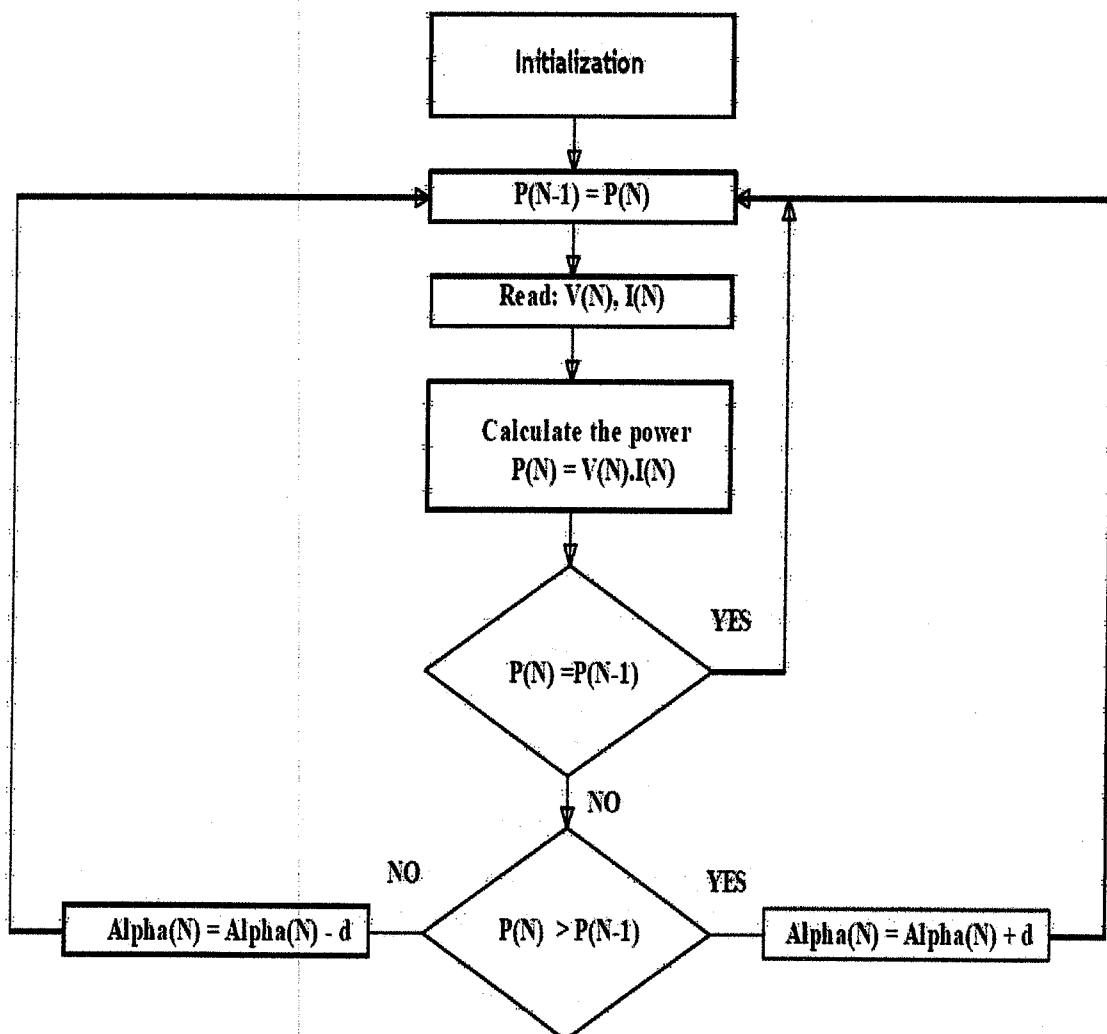 Initialization
P(N-1) = P(N)
Read: V(N), I(N)
Calculate the power
P(N) = V(N).I(N)
YES
P(N) =P(N-1)
NO
NO
YES
Alpha(N) = Alpha(N) - d
P(N) >P(N-1)
Alpha(N) = Alpha(N) + d